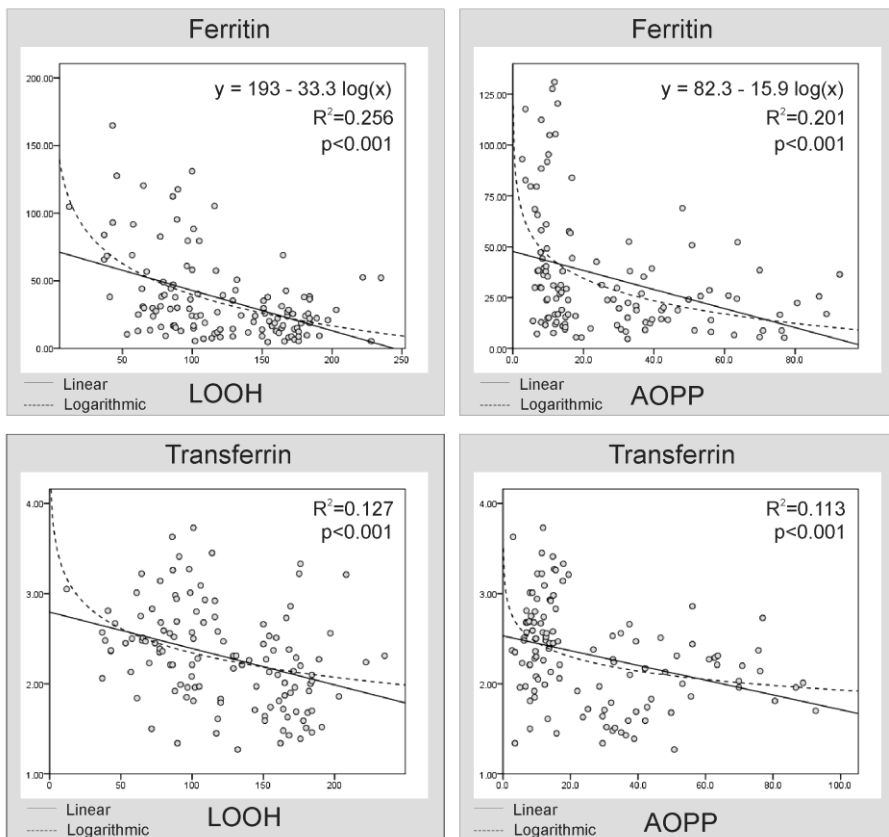 Ferritin
200.00
150.00
100.00
50.00
0.00
y = 193 - 33.3 log(x)
R²=0.256
p<0.001
50 100 150 200 250
Linear
Logarithmic
LOOH
Ferritin
125.00
100.00
75.00
50.00
25.00
0.00
y = 82.3 - 15.9 log(x)
R²=0.201
p<0.001
0.0 20.0 40.0 60.0 80.0
Linear
Logarithmic
AOPP
Transferrin
4.00
3.00
2.00
1.00
R²=0.127
p<0.001
0 50 100 150 200
Linear
Logarithmic
LOOH
Transferrin
4.00
3.00
2.00
1.00
R²=0.113
p<0.001
0.0 20.0 40.0 60.0 80.0 100.0
Linear
Logarithmic
AOPP